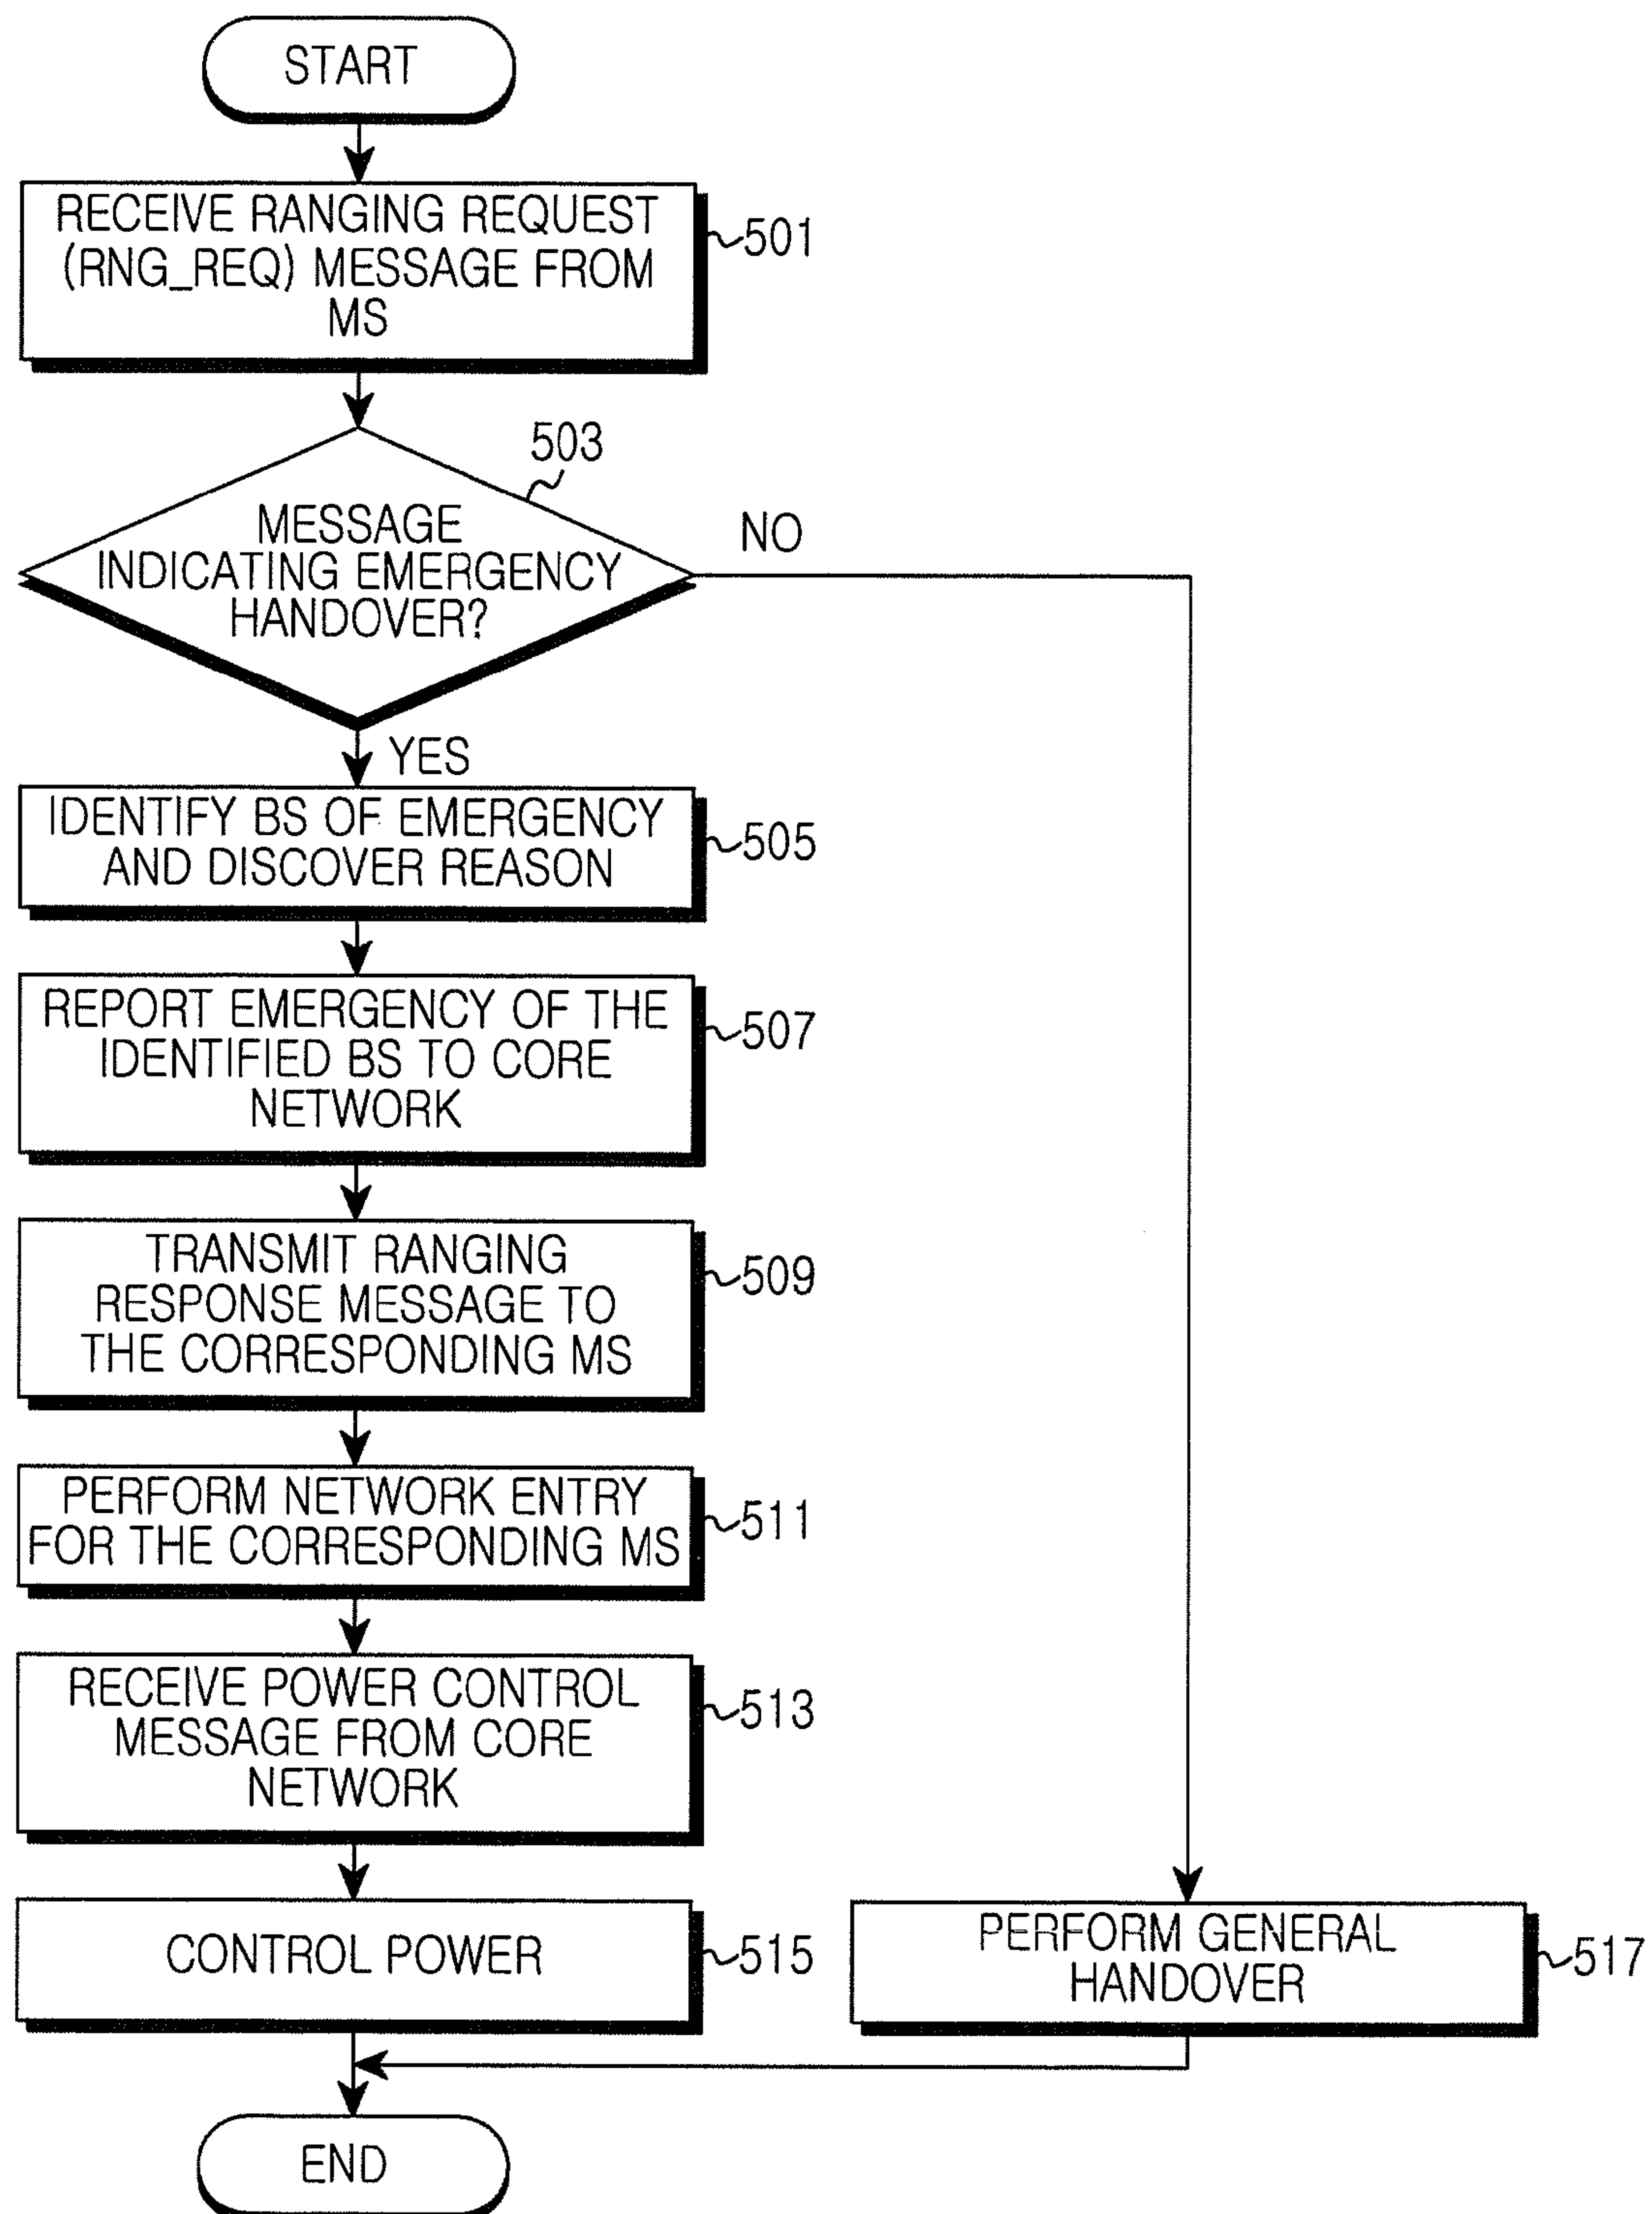 START
RECEIVE RANGING REQUEST
(RNG_REQ) MESSAGE FROM
MS
501
503
MESSAGE
INDICATING EMERGENCY
HANDOVER?
NO
YES
IDENTIFY BS OF EMERGENCY
AND DISCOVER REASON
505
REPORT EMERGENCY OF THE
IDENTIFIED BS TO CORE
NETWORK
507
TRANSMIT RANGING
RESPONSE MESSAGE TO
THE CORRESPONDING MS
509
PERFORM NETWORK ENTRY
FOR THE CORRESPONDING MS
511
RECEIVE POWER CONTROL
MESSAGE FROM CORE
NETWORK
513
CONTROL POWER
515
PERFORM GENERAL
HANDOVER
517
END